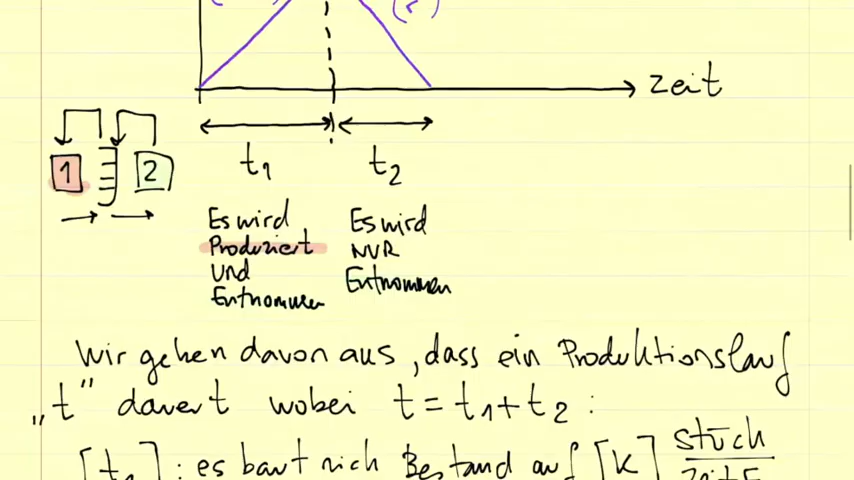 (r)
Zeit
1 2
t1 t2
Es wird Es wird
Produziert NUR
Und Entnommen
Entnommen
Wir gehen davon aus, dass ein Produktionslauf
„t" dauert wobei t = t1 + t2 :
[t1] : es baut sich Bestand auf [K] Stück